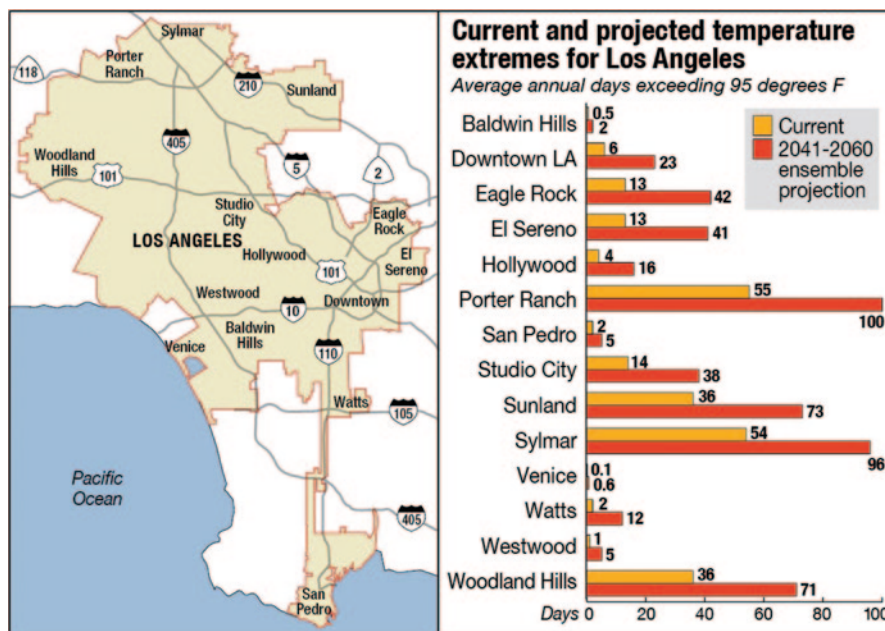 Sylmar
Porter
Ranch
118
210
Sunland
405
5
2
Woodland
Hills
101
Studio
City
Eagle
Rock
LOS ANGELES
Hollywood
El
Sereno
101
Westwood
10
Downtown
Baldwin
Hills
Venice
110
Watts
105
Pacific
Ocean
405
San
Pedro
Current and projected temperature
extremes for Los Angeles
Average annual days exceeding 95 degrees F
Current
2041-2060
ensemble
projection
Baldwin Hills 0.5
2
Downtown LA 6
23
Eagle Rock 13
42
El Sereno 13
41
Hollywood 4
16
Porter Ranch 55
100
San Pedro 2
5
Studio City 14
38
Sunland 36
73
Sylmar 54
96
Venice 0.1
0.6
Watts 2
12
Westwood 1
5
Woodland Hills 36
71
Days 0 20 40 60 80 100